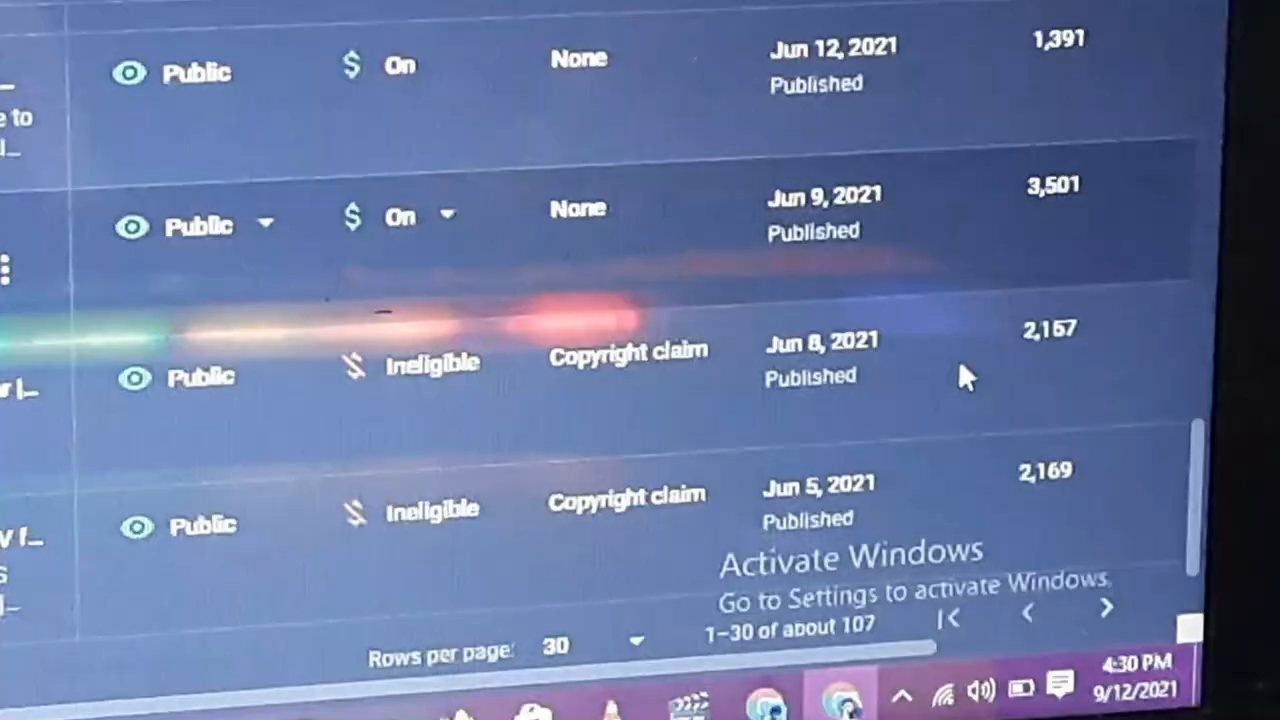 Public $ On None Jun 12, 2021 1,391
Published
e to
Public $ On None Jun 9, 2021 3,501
Published
Public Ineligible Copyright claim Jun 8, 2021 2,167
Published
Public Ineligible Copyright claim Jun 5, 2021 2,169
Published
Activate Windows
Go to Settings to activate Windows.
Rows per page: 30 1–30 of about 107
4:30 PM
9/12/2021